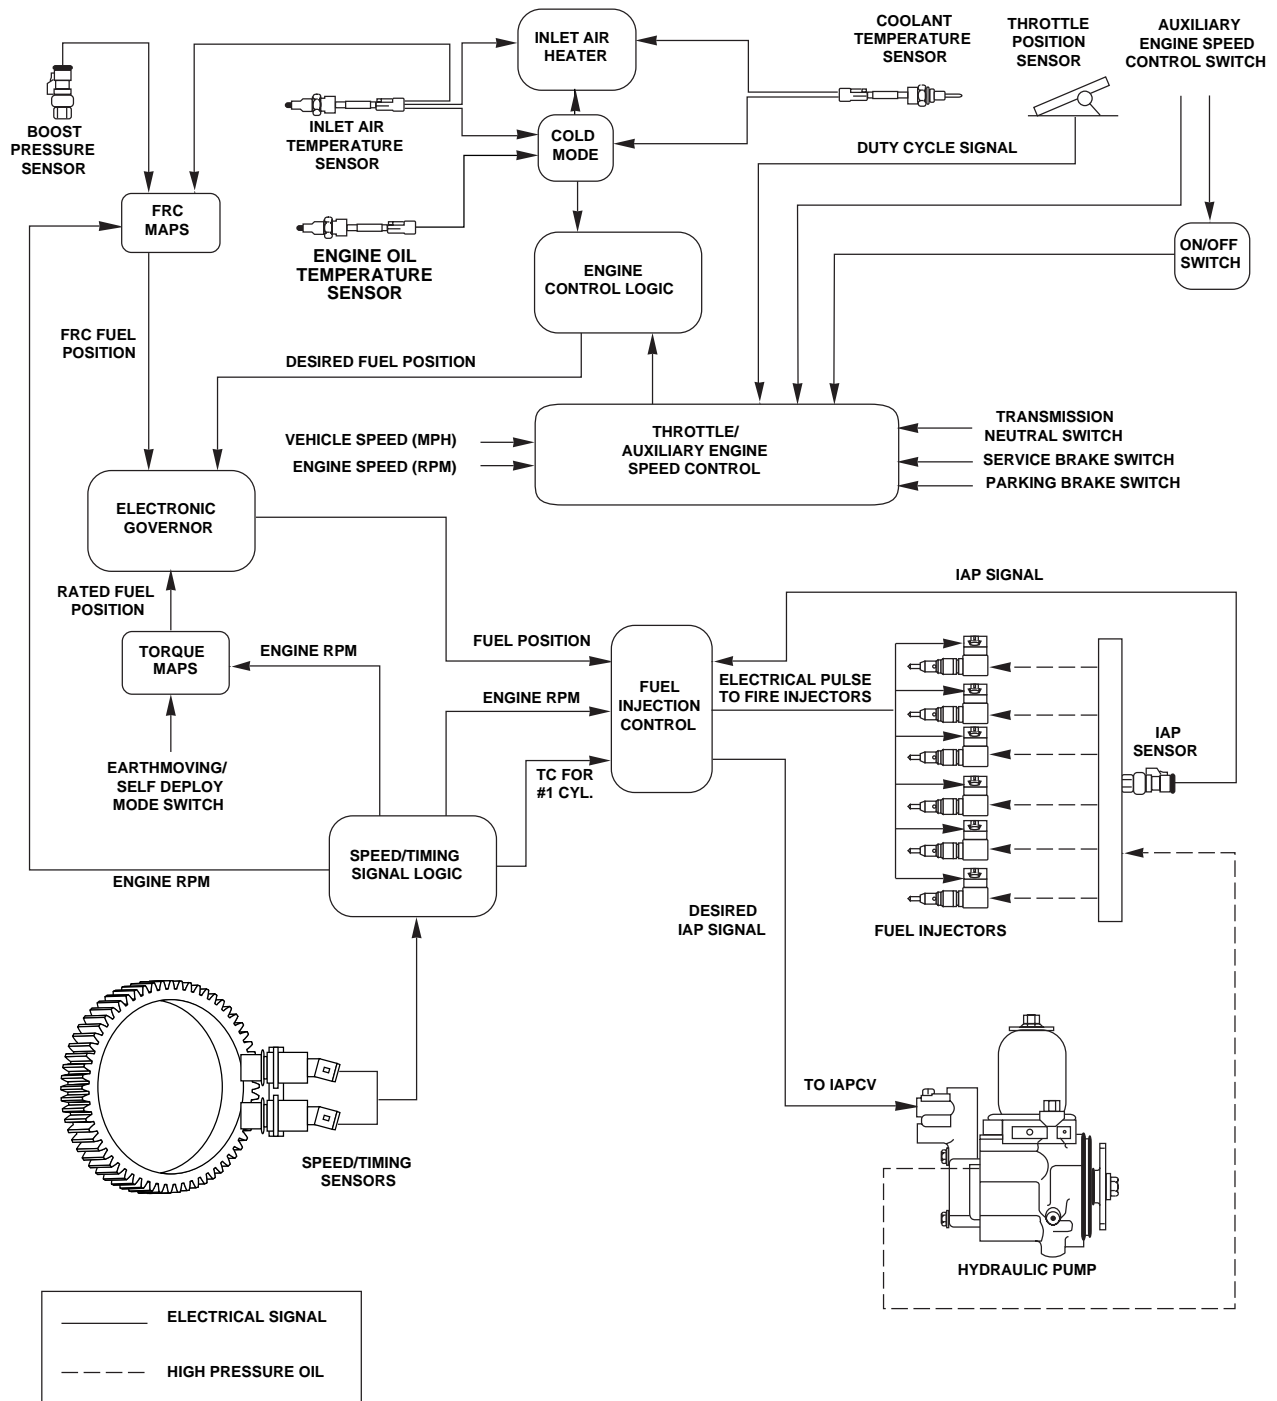 COOLANT
TEMPERATURE
SENSOR
THROTTLE
POSITION
SENSOR
AUXILIARY
ENGINE SPEED
CONTROL SWITCH
INLET AIR
HEATER
BOOST
PRESSURE
SENSOR
INLET AIR
TEMPERATURE
SENSOR
COLD
MODE
DUTY CYCLE SIGNAL
FRC
MAPS
ENGINE OIL
TEMPERATURE
SENSOR
ENGINE
CONTROL LOGIC
ON/OFF
SWITCH
FRC FUEL
POSITION
DESIRED FUEL POSITION
VEHICLE SPEED (MPH)
ENGINE SPEED (RPM)
THROTTLE/
AUXILIARY ENGINE
SPEED CONTROL
TRANSMISSION
NEUTRAL SWITCH
SERVICE BRAKE SWITCH
PARKING BRAKE SWITCH
ELECTRONIC
GOVERNOR
RATED FUEL
POSITION
IAP SIGNAL
TORQUE
MAPS
ENGINE RPM
FUEL POSITION
FUEL
INJECTION
CONTROL
ELECTRICAL PULSE
TO FIRE INJECTORS
ENGINE RPM
IAP
SENSOR
EARTHMOVING/
SELF DEPLOY
MODE SWITCH
TC FOR
#1 CYL.
SPEED/TIMING
SIGNAL LOGIC
ENGINE RPM
DESIRED
IAP SIGNAL
FUEL INJECTORS
TO IAPCV
SPEED/TIMING
SENSORS
HYDRAULIC PUMP
ELECTRICAL SIGNAL
HIGH PRESSURE OIL